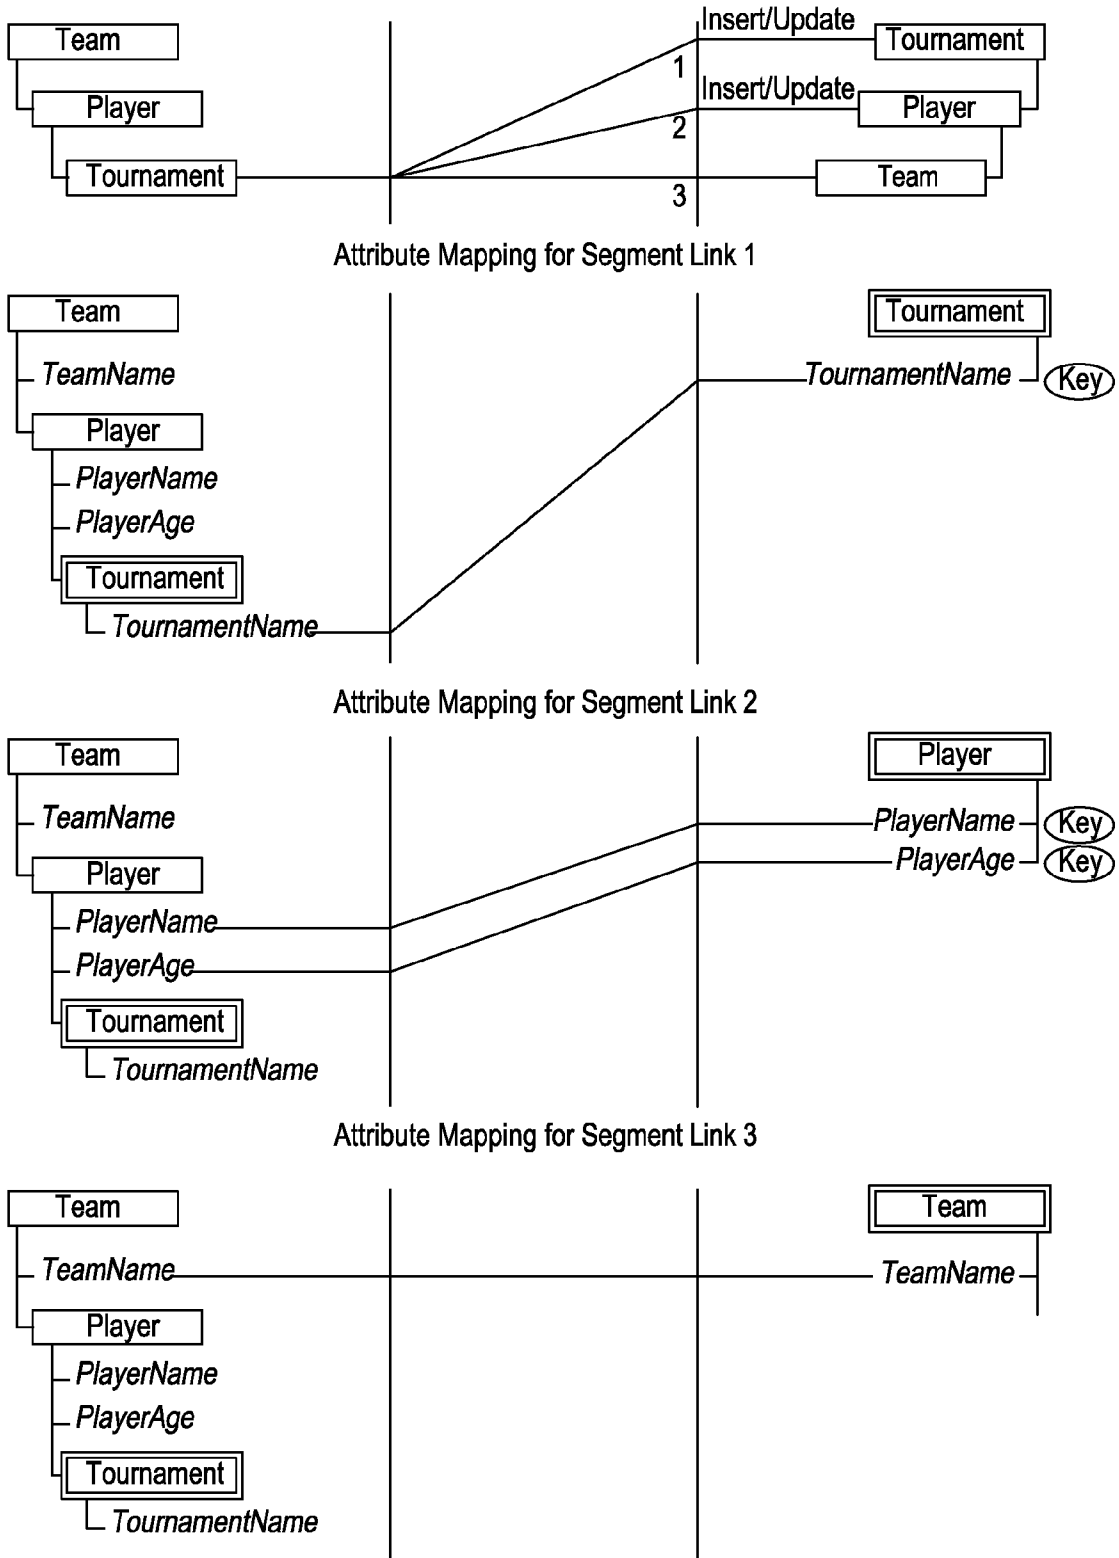 Team
Insert/Update
Tournament
1
Player
Insert/Update
Player
2
Tournament
Team
3
Attribute Mapping for Segment Link 1
Team
Tournament
TeamName
TournamentName
Key
Player
PlayerName
PlayerAge
Tournament
TournamentName
Attribute Mapping for Segment Link 2
Team
Player
TeamName
PlayerName
Key
PlayerAge
Key
Player
PlayerName
PlayerAge
Tournament
TournamentName
Attribute Mapping for Segment Link 3
Team
Team
TeamName
TeamName
Player
PlayerName
PlayerAge
Tournament
TournamentName